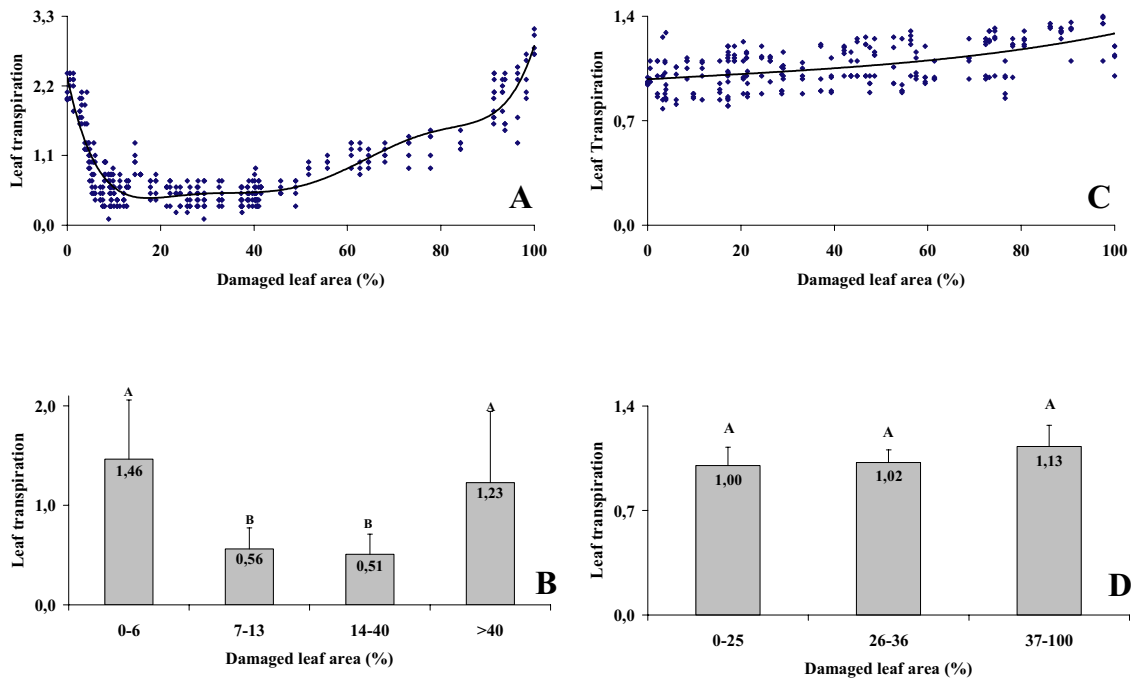 3,3
2,2
1,1
0,0
Leaf transpiration
0 20 40 60 80 100
Damaged leaf area (%)
A
1,4
0,7
0,0
Leaf Transpiration
0 20 40 60 80 100
Damaged leaf area (%)
C
2,0
1,0
0,0
Leaf transpiration
A B B A
1,46 0,56 0,51 1,23
0-6 7-13 14-40 >40
Damaged leaf area (%)
B
1,4
0,7
0,0
Leaf transpiration
A A A
1,00 1,02 1,13
0-25 26-36 37-100
Damaged leaf area (%)
D